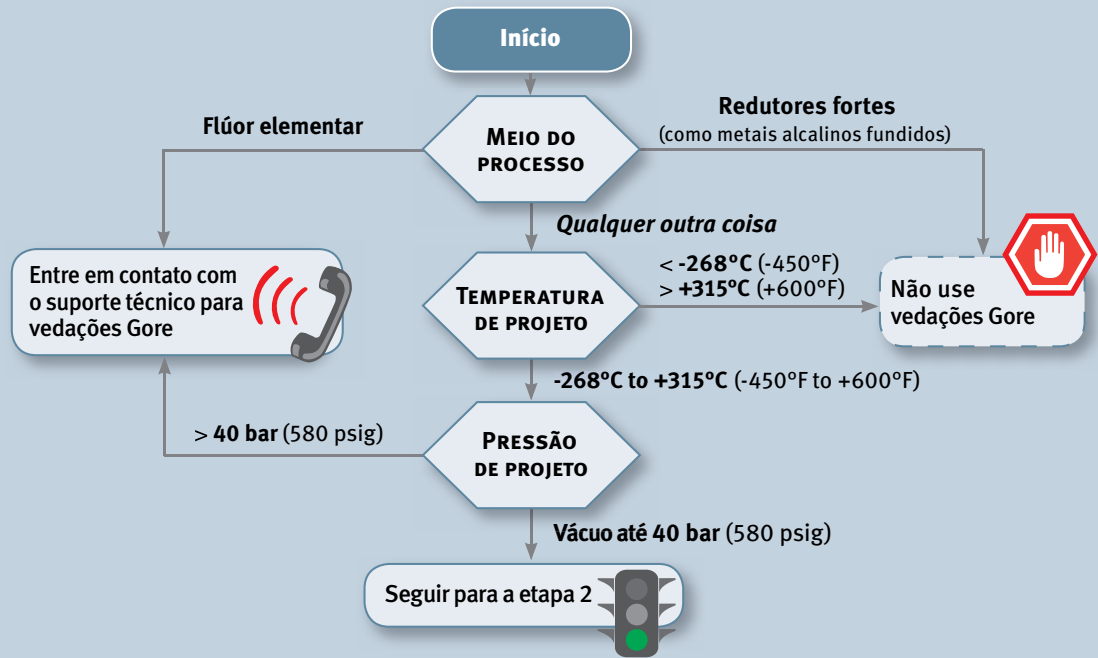 Início
Flúor elementar
MEIO DO
PROCESSO
Redutores fortes
(como metais alcalinos fundidos)
Qualquer outra coisa
Entre em contato com
o suporte técnico para
vedações Gore
TEMPERATURA
DE PROJETO
< -268°C (-450°F)
> +315°C (+600°F)
Não use
vedações Gore
-268°C to +315°C (-450°F to +600°F)
> 40 bar (580 psig)
PRESSÃO
DE PROJETO
Vácuo até 40 bar (580 psig)
Seguir para a etapa 2